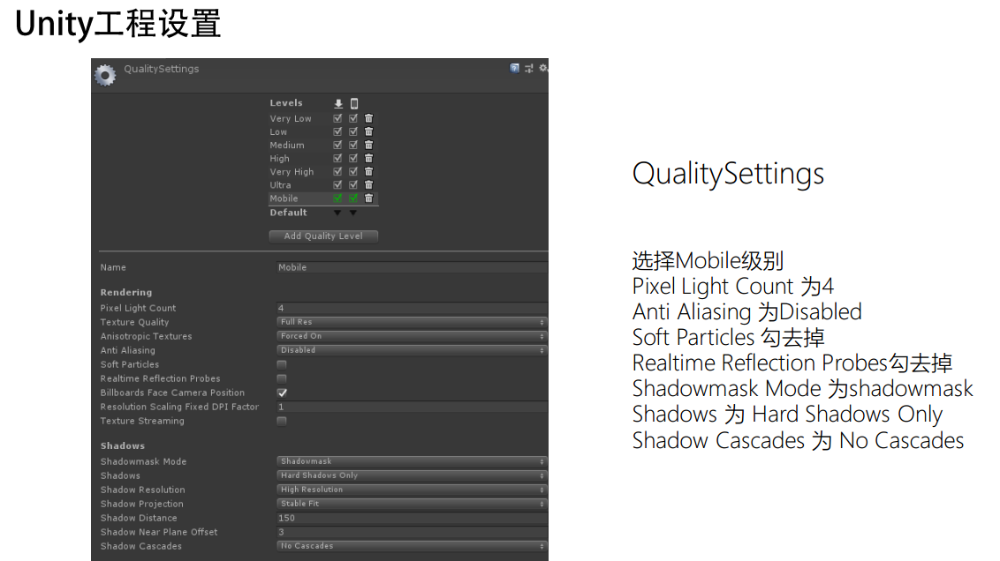 Unity工程设置
QualitySettings
Levels
Very Low
Low
Medium
High
Very High
Ultra
Mobile
Default
Add Quality Level
Name Mobile
Rendering
Pixel Light Count 4
Texture Quality Full Res
Anisotropic Textures Forced On
Anti Aliasing Disabled
Soft Particles
Realtime Reflection Probes
Billboards Face Camera Position
Resolution Scaling Fixed DPI Factor 1
Texture Streaming
Shadows
Shadowmask Mode Shadowmask
Shadows Hard Shadows Only
Shadow Resolution High Resolution
Shadow Projection Stable Fit
Shadow Distance 150
Shadow Near Plane Offset 3
Shadow Cascades No Cascades
QualitySettings
选择Mobile级别
Pixel Light Count 为4
Anti Aliasing 为Disabled
Soft Particles 勾去掉
Realtime Reflection Probes勾去掉
Shadowmask Mode 为shadowmask
Shadows 为 Hard Shadows Only
Shadow Cascades 为 No Cascades